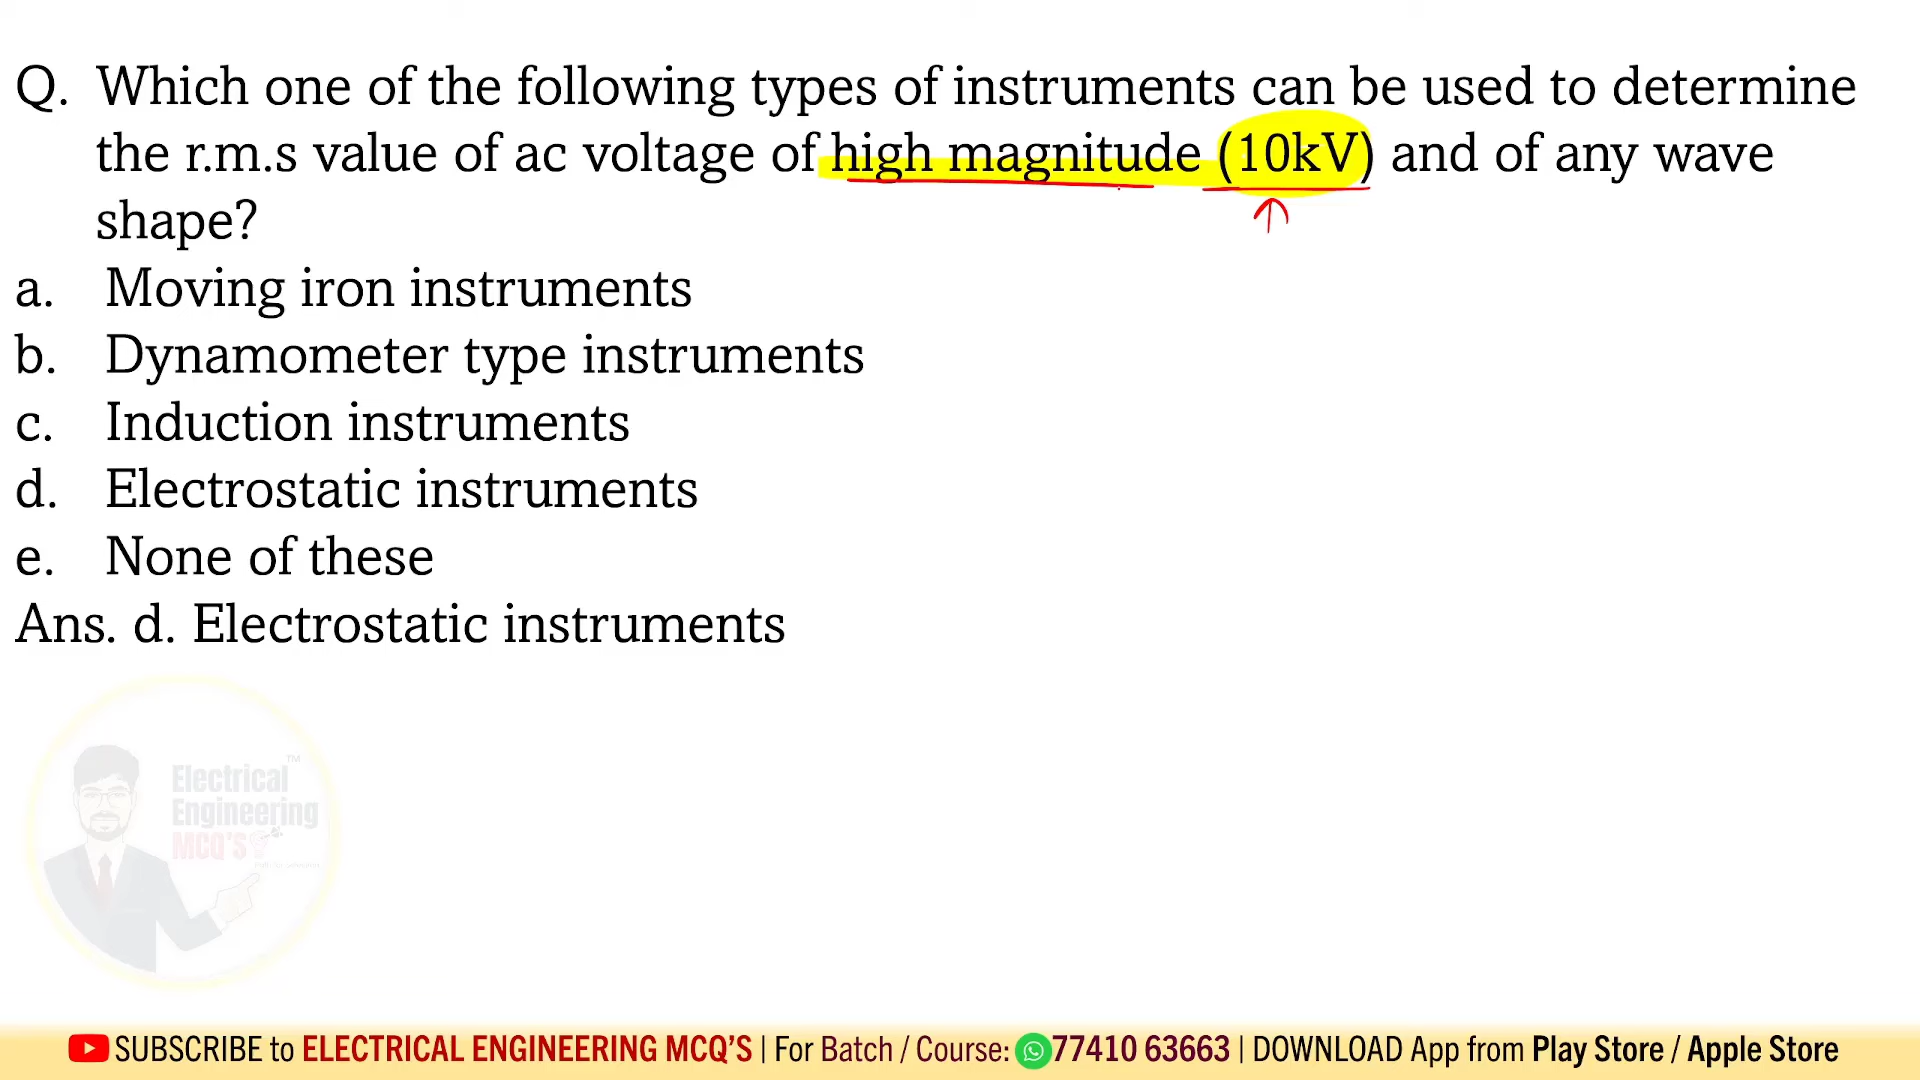 Q. Which one of the following types of instruments can be used to determine
the r.m.s value of ac voltage of high magnitude (10kV) and of any wave
shape?
a. Moving iron instruments
b. Dynamometer type instruments
c. Induction instruments
d. Electrostatic instruments
e. None of these
Ans. d. Electrostatic instruments
Electrical TM
Engineering
MCQ'S
SUBSCRIBE to ELECTRICAL ENGINEERING MCQ'S | For Batch / Course: 77410 63663 | DOWNLOAD App from Play Store / Apple Store